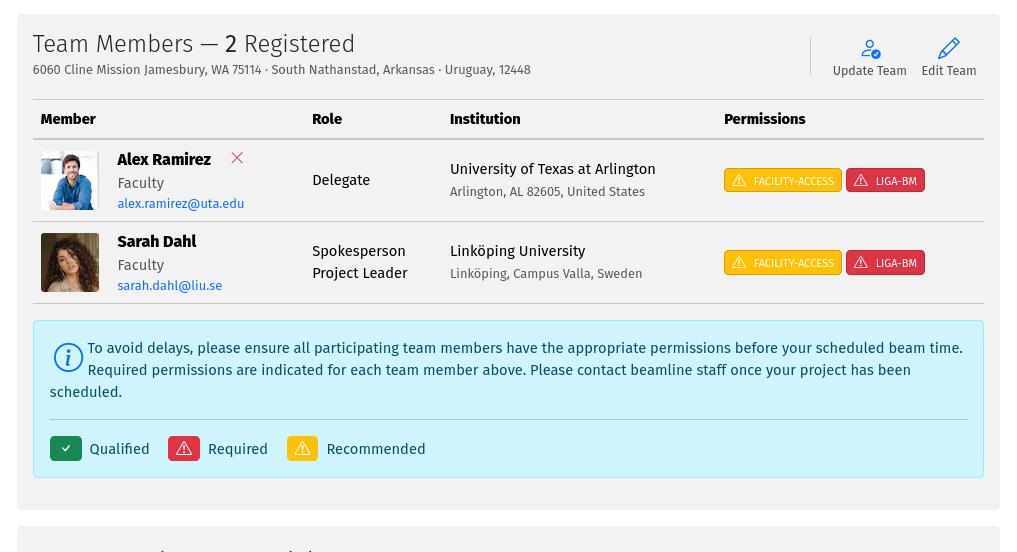 Team Members — 2 Registered
6060 Cline Mission Jamesbury, WA 75114 · South Nathanstad, Arkansas · Uruguay, 12448
Update Team
Edit Team
Member Role Institution Permissions
Alex Ramirez
Faculty
alex.ramirez@uta.edu
Delegate
University of Texas at Arlington
Arlington, AL 82605, United States
FACILITY-ACCESS
LIGA-BM
Sarah Dahl
Faculty
sarah.dahl@liu.se
Spokesperson
Project Leader
Linköping University
Linköping, Campus Valla, Sweden
FACILITY-ACCESS
LIGA-BM
To avoid delays, please ensure all participating team members have the appropriate permissions before your scheduled beam time.
Required permissions are indicated for each team member above. Please contact beamline staff once your project has been
scheduled.
Qualified
Required
Recommended